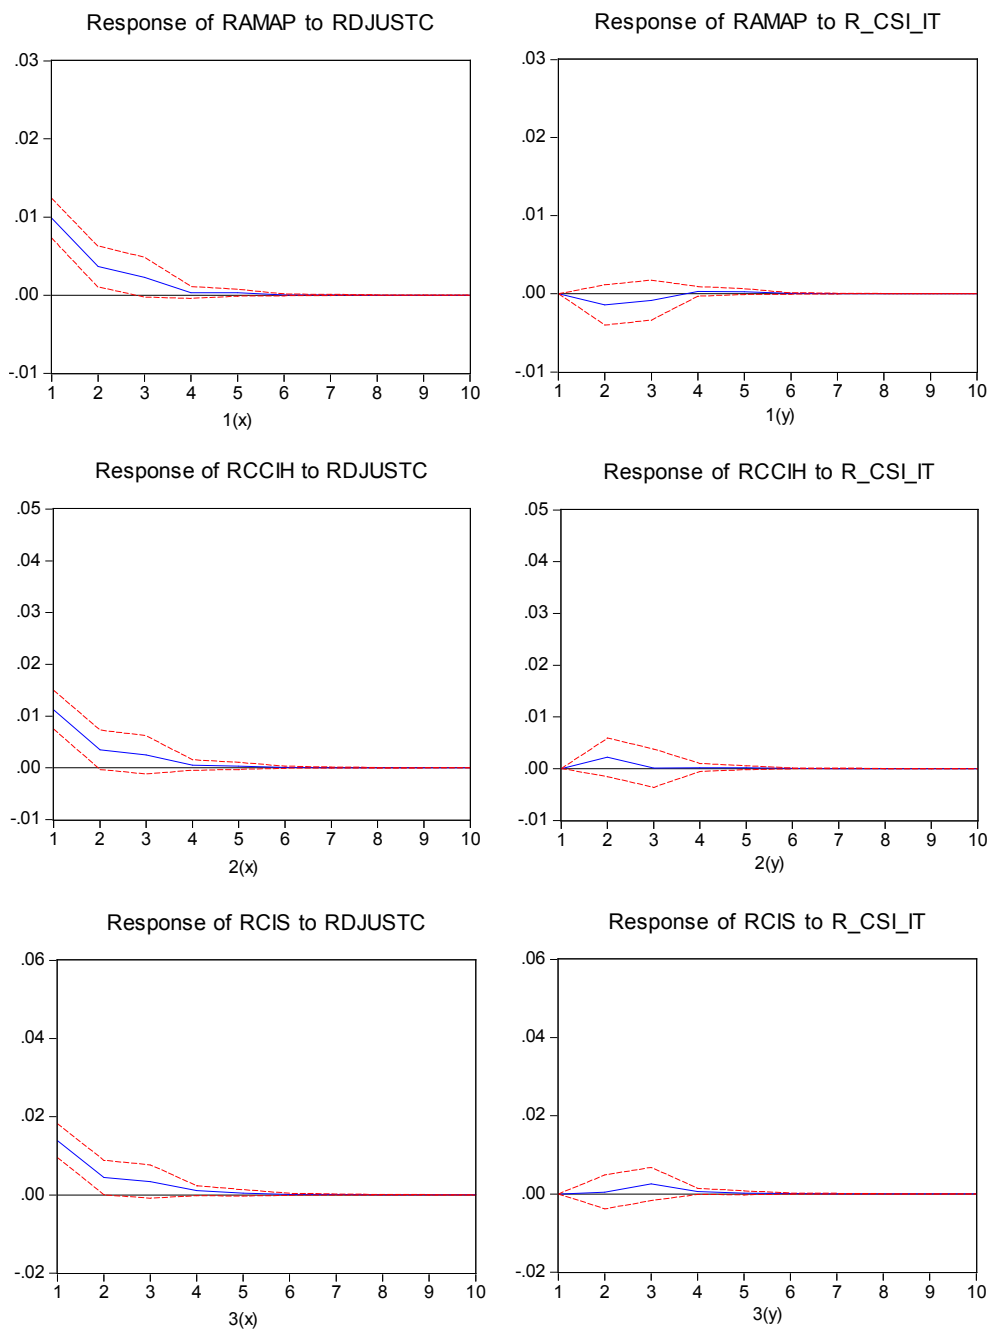 Response of RAMAP to RDJUSTC
.03
.02
.01
.00
-.01
1 2 3 4 5 6 7 8 9 10
1(x)
Response of RAMAP to R_CSI_IT
.03
.02
.01
.00
-.01
1 2 3 4 5 6 7 8 9 10
1(y)
Response of RCCIH to RDJUSTC
.05
.04
.03
.02
.01
.00
-.01
1 2 3 4 5 6 7 8 9 10
2(x)
Response of RCCIH to R_CSI_IT
.05
.04
.03
.02
.01
.00
-.01
1 2 3 4 5 6 7 8 9 10
2(y)
Response of RCIS to RDJUSTC
.06
.04
.02
.00
-.02
1 2 3 4 5 6 7 8 9 10
3(x)
Response of RCIS to R_CSI_IT
.06
.04
.02
.00
-.02
1 2 3 4 5 6 7 8 9 10
3(y)